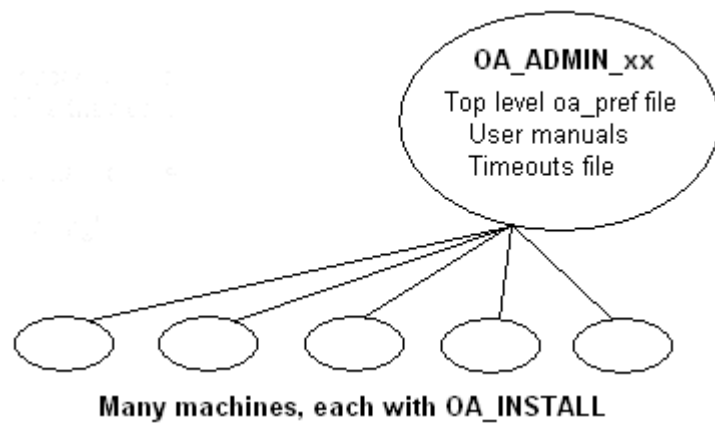 OA_ADMIN_xx
Top level oa_pref file
User manuals
Timeouts file
Many machines, each with OA_INSTALL